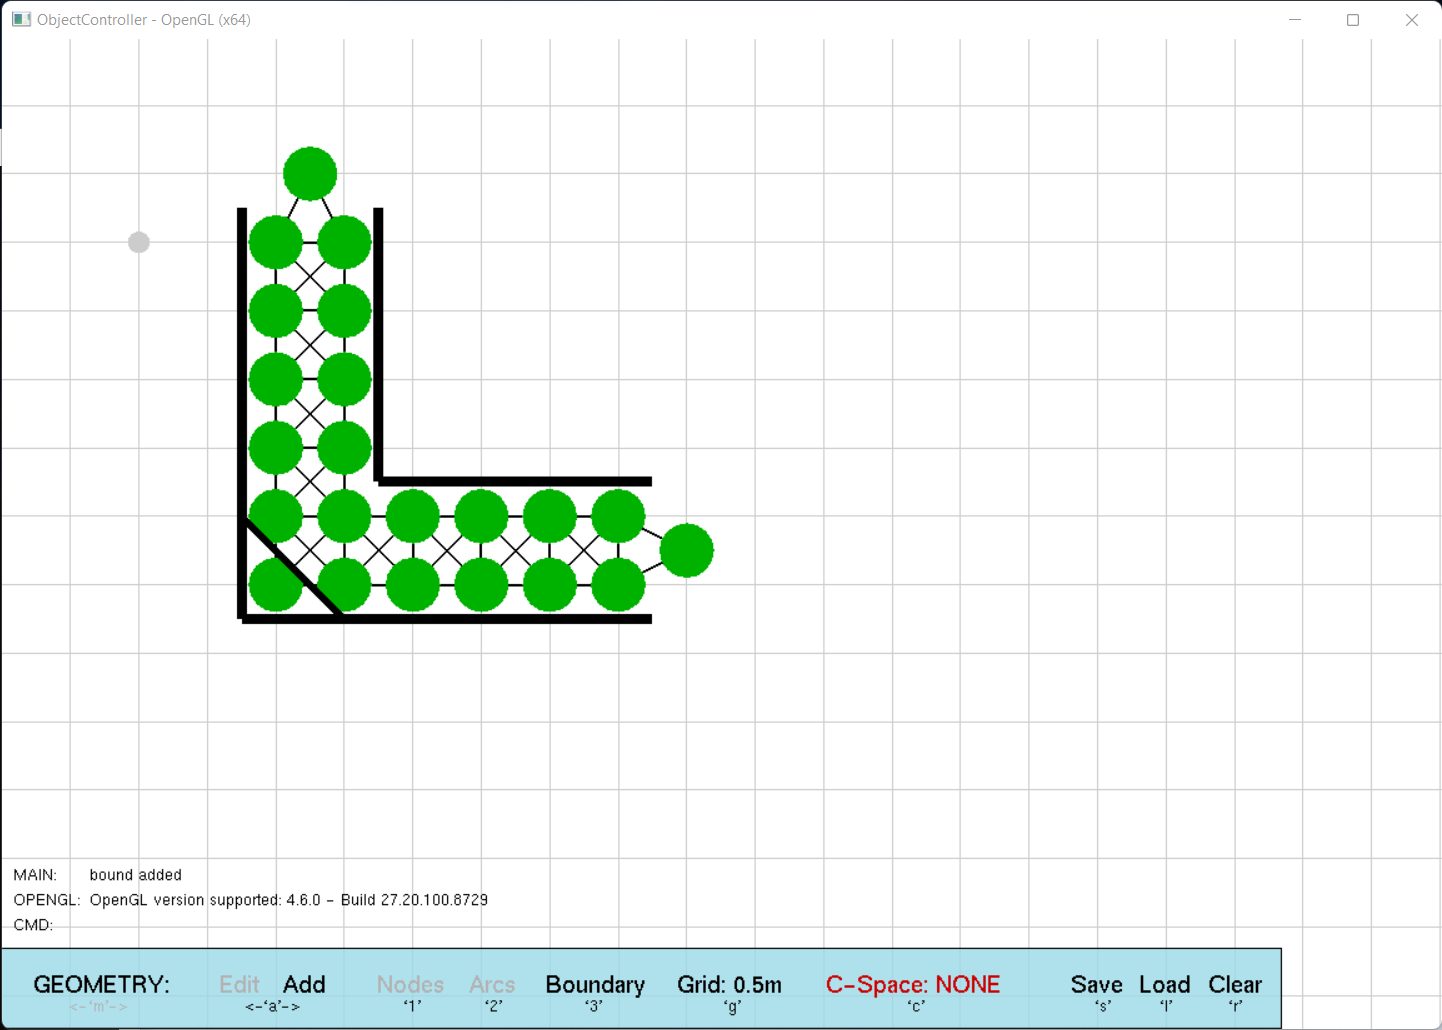 ObjectController - OpenGL (x64)
MAIN: bound added
OPENGL: OpenGL version supported: 4.6.0 - Build 27.20.100.8729
CMD:
GEOMETRY: Edit Add Nodes Arcs Boundary Grid: 0.5m C-Space: NONE Save Load Clear
<-'m'-> <-'a'-> '1' '2' '3' 'g' 'c' 's' 'l' 'r'